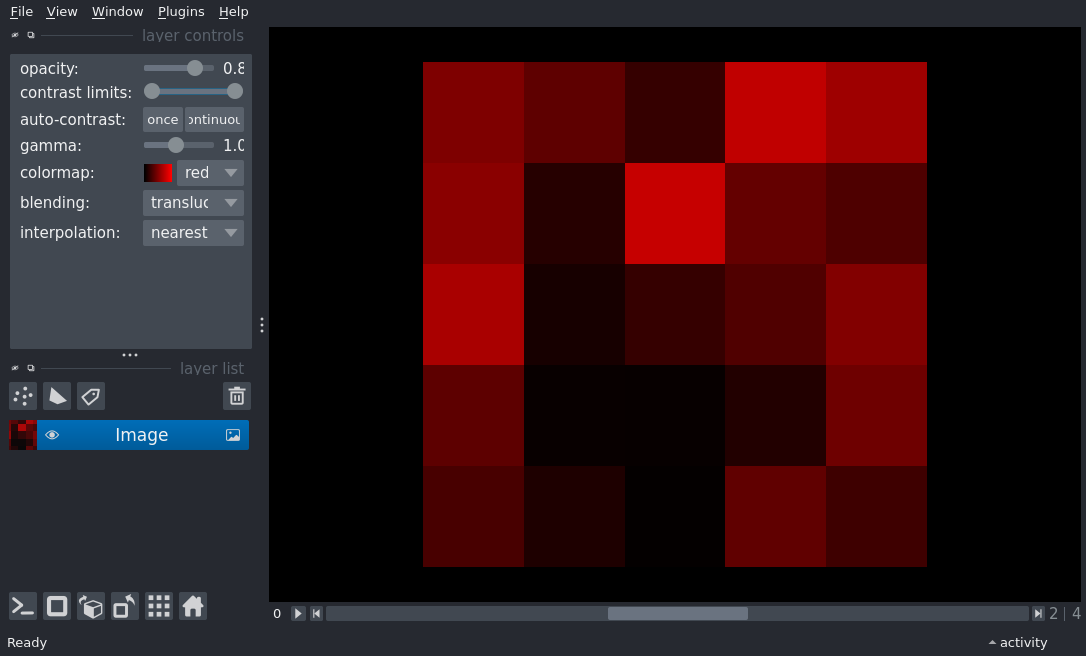 File View Window Plugins Help
layer controls
opacity: 0.8
contrast limits:
auto-contrast: once ontinuou
gamma: 1.0
colormap: red
blending: transluc
interpolation: nearest
layer list
Image
0 2 | 4
Ready activity